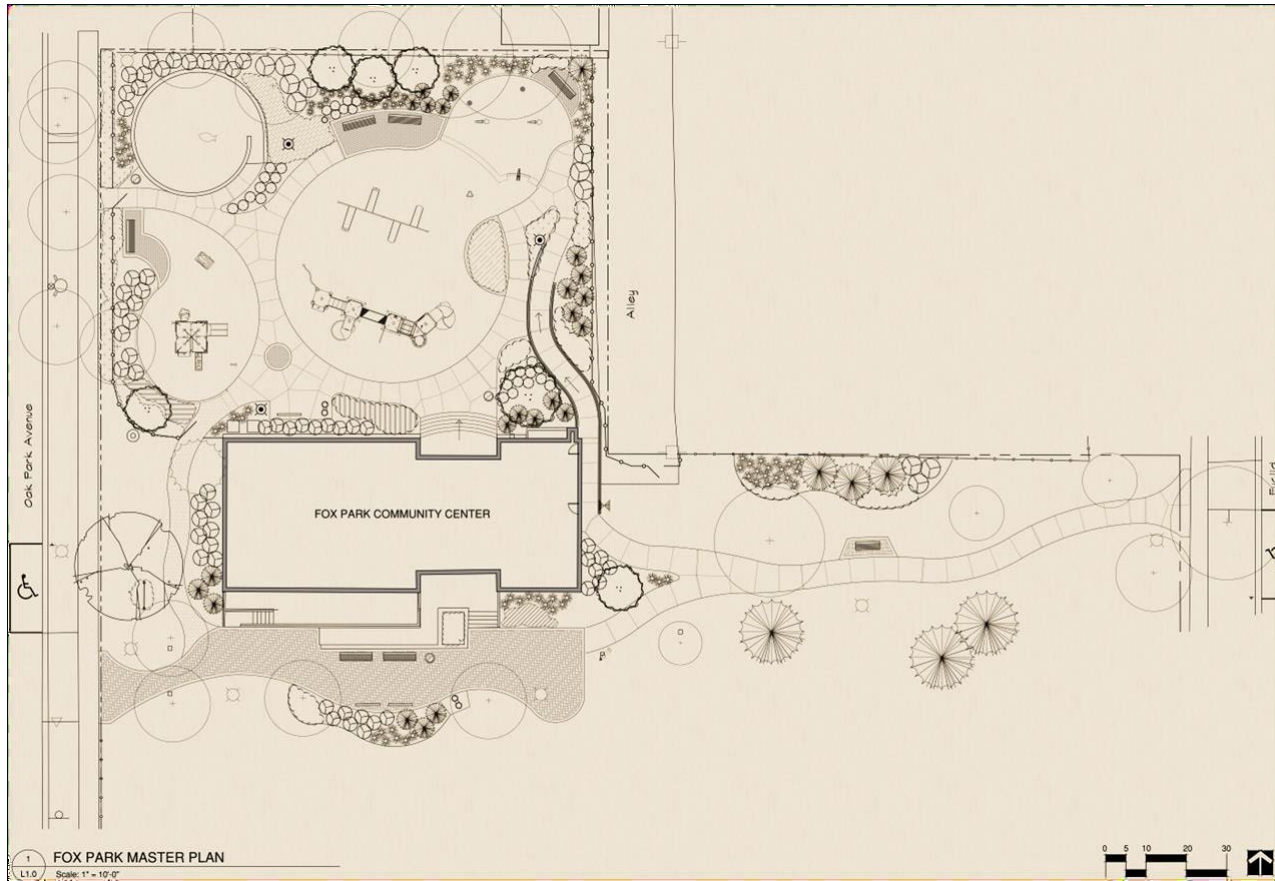 Alley
Oak Park Avenue
FOX PARK COMMUNITY CENTER
1
L1.0
FOX PARK MASTER PLAN
Scale: 1" = 10'-0"
0 5 10 20 30